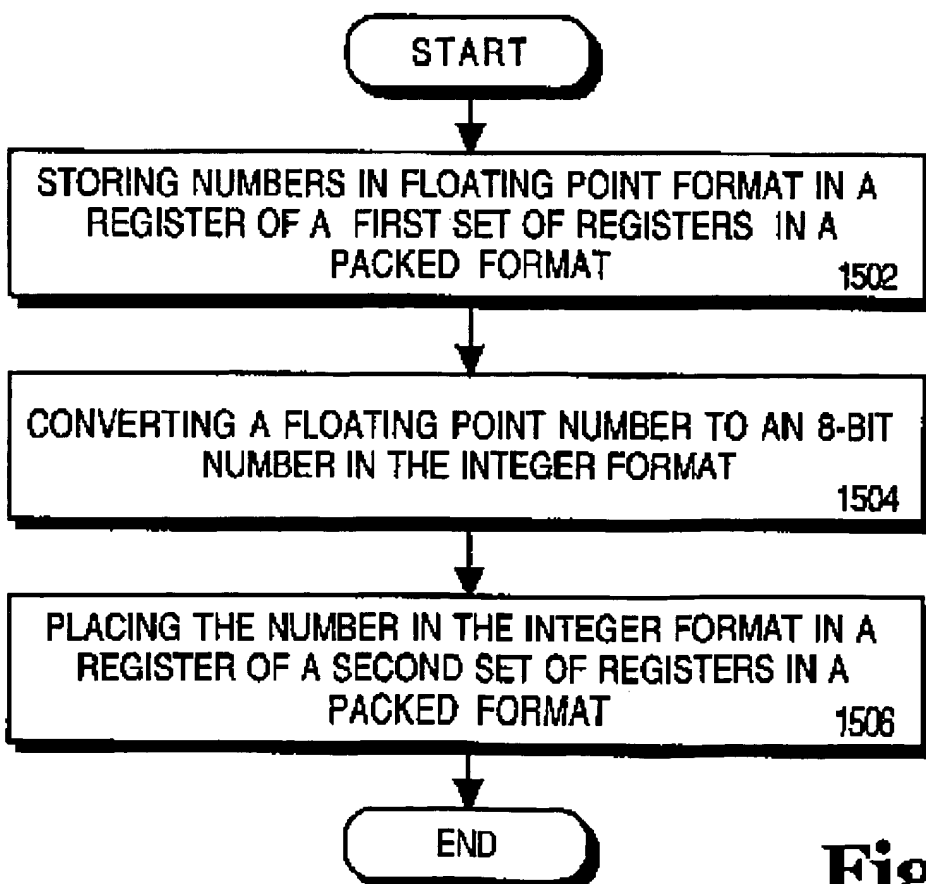 START
STORING NUMBERS IN FLOATING POINT FORMAT IN A
REGISTER OF A FIRST SET OF REGISTERS IN A
PACKED FORMAT
1502
CONVERTING A FLOATING POINT NUMBER TO AN 8-BIT
NUMBER IN THE INTEGER FORMAT
1504
PLACING THE NUMBER IN THE INTEGER FORMAT IN A
REGISTER OF A SECOND SET OF REGISTERS IN A
PACKED FORMAT
1506
END
Fig